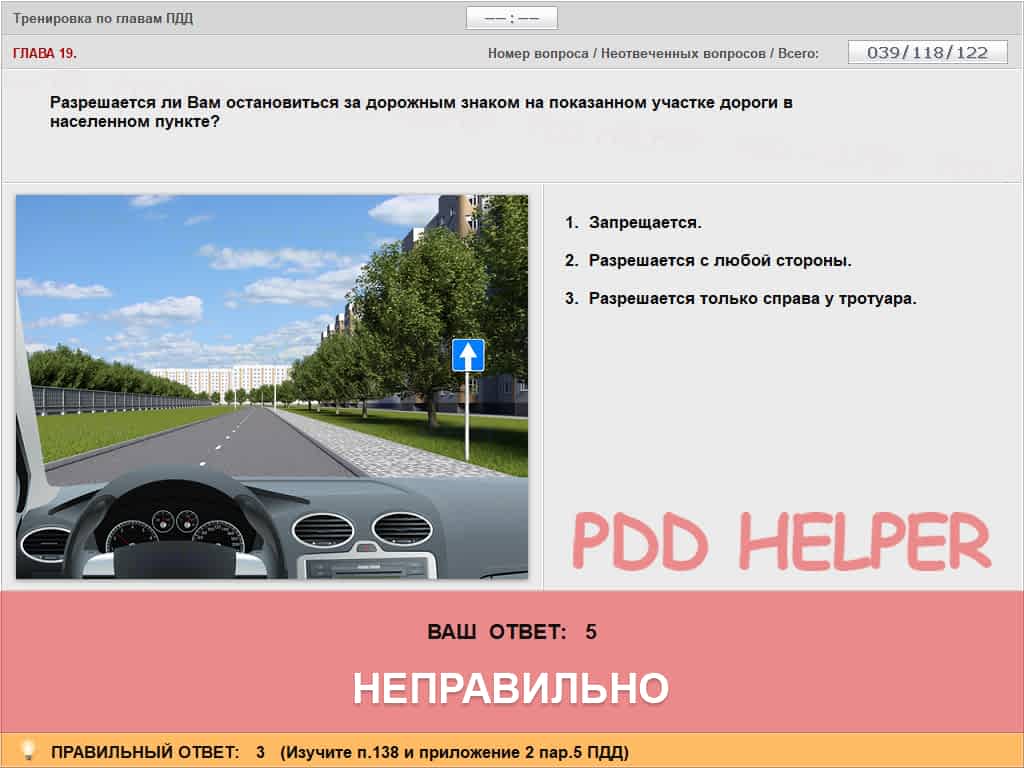 Тренировка по главам ПДД
—— : ——
ГЛАВА 19.
Номер вопроса / Неотвеченных вопросов / Всего:
039/118/122
Разрешается ли Вам остановиться за дорожным знаком на показанном участке дороги в
населенном пункте?
1. Запрещается.
2. Разрешается с любой стороны.
3. Разрешается только справа у тротуара.
PDD HELPER
ВАШ ОТВЕТ: 5
НЕПРАВИЛЬНО
ПРАВИЛЬНЫЙ ОТВЕТ: 3 (Изучите п.138 и приложение 2 пар.5 ПДД)